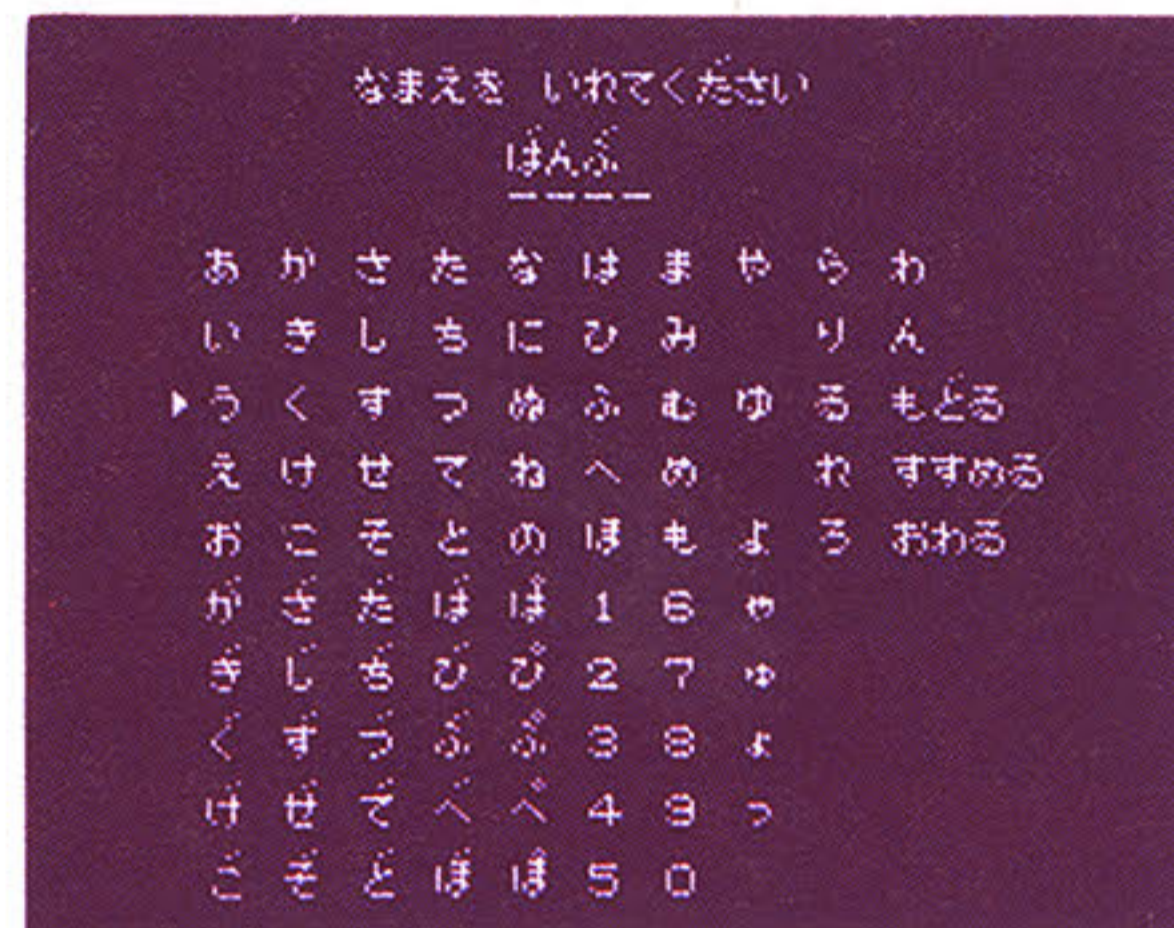 なまえを いれてください
ぼんぶ
あ か さ た な は ま や ら わ
い き し ち に ひ み り ん
▶う く す つ ぬ ふ む ゆ る もどる
え け せ て ね へ め れ すすめる
お こ そ と の ほ も よ ろ おわる
が ざ だ ば ぱ 1 6 ゃ
ぎ じ ぢ び ぴ 2 7 ゅ
ぐ ず づ ぶ ぷ 3 8 ょ
げ ぜ で べ ぺ 4 9 っ
ご ぞ ど ぼ ぽ 5 0